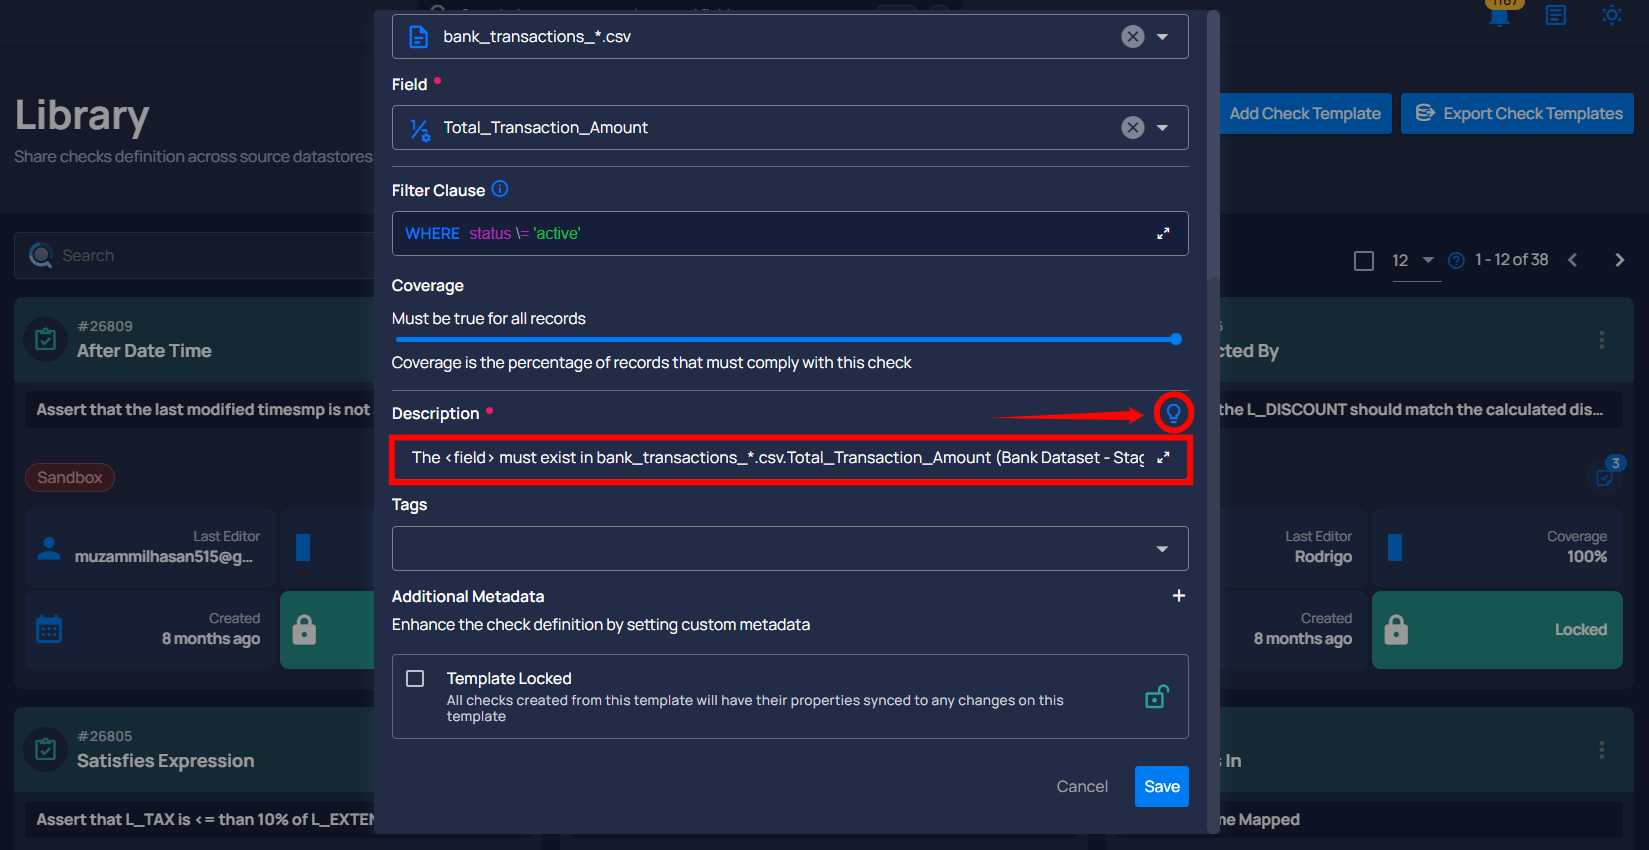 1167
bank_transactions_*.csv
Field
Total_Transaction_Amount
Library
Share checks definition across source datastores
Add Check Template
Export Check Templates
Filter Clause
WHERE status \= 'active'
Search
12
1 - 12 of 38
Coverage
Must be true for all records
Coverage is the percentage of records that must comply with this check
#26809
After Date Time
cted By
Assert that the last modified timesmp is not
the L_DISCOUNT should match the calculated dis...
Description
The <field> must exist in bank_transactions_*.csv.Total_Transaction_Amount (Bank Dataset - Stag
Sandbox
3
Tags
Last Editor
muzammilhasan515@g...
Last Editor
Rodrigo
Coverage
100%
Additional Metadata
Enhance the check definition by setting custom metadata
Created
8 months ago
Created
8 months ago
Locked
Template Locked
All checks created from this template will have their properties synced to any changes on this
template
#26805
Satisfies Expression
s In
Cancel
Save
Assert that L_TAX is <= than 10% of L_EXTEN
me Mapped